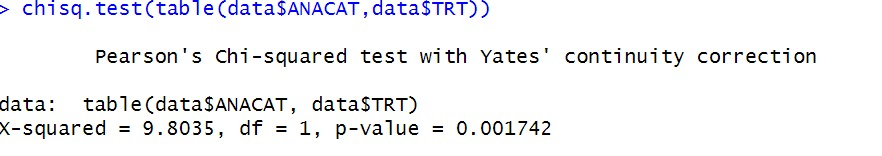 > chisq.test(table(data$ANACAT,data$TRT))
Pearson's Chi-squared test with Yates' continuity correction
data:  table(data$ANACAT, data$TRT)
X-squared = 9.8035, df = 1, p-value = 0.001742